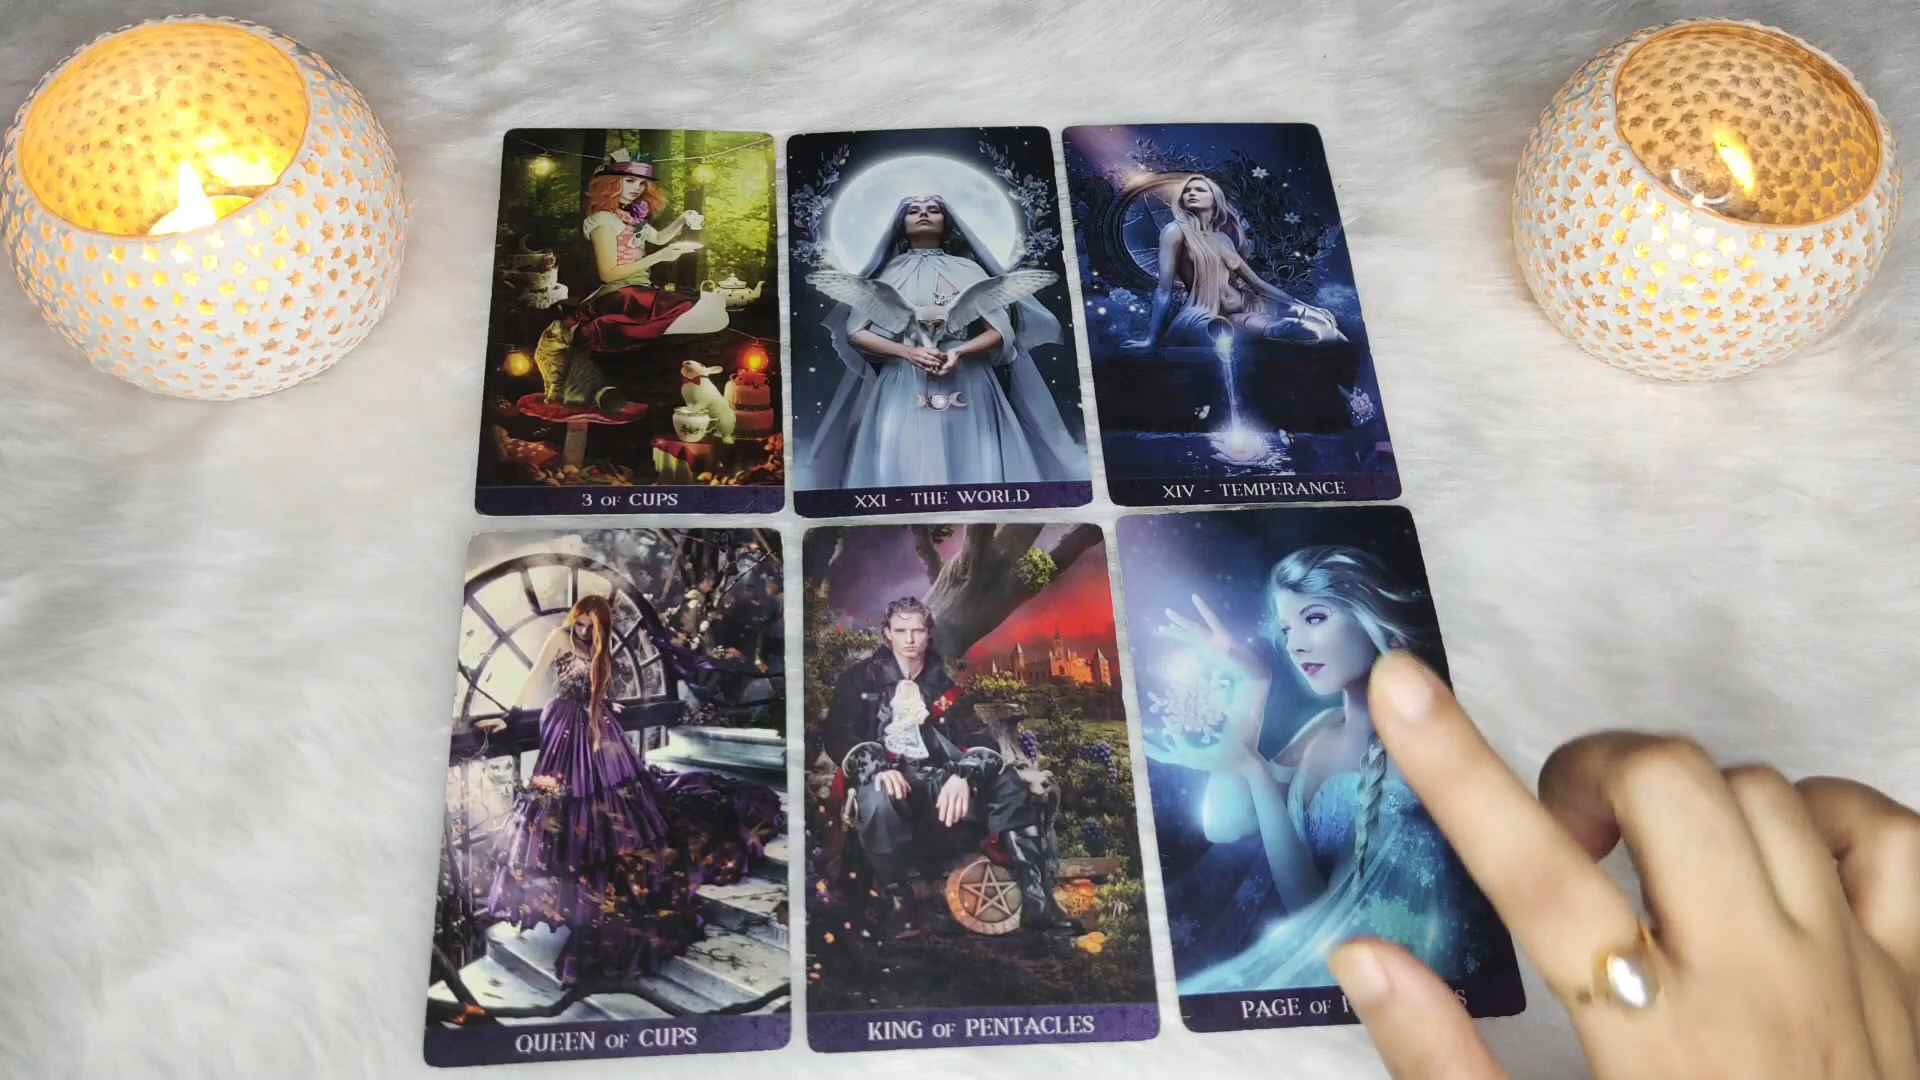 3 OF CUPS
XXI - THE WORLD
XIV - TEMPERANCE
QUEEN OF CUPS
KING OF PENTACLES
PAGE OF